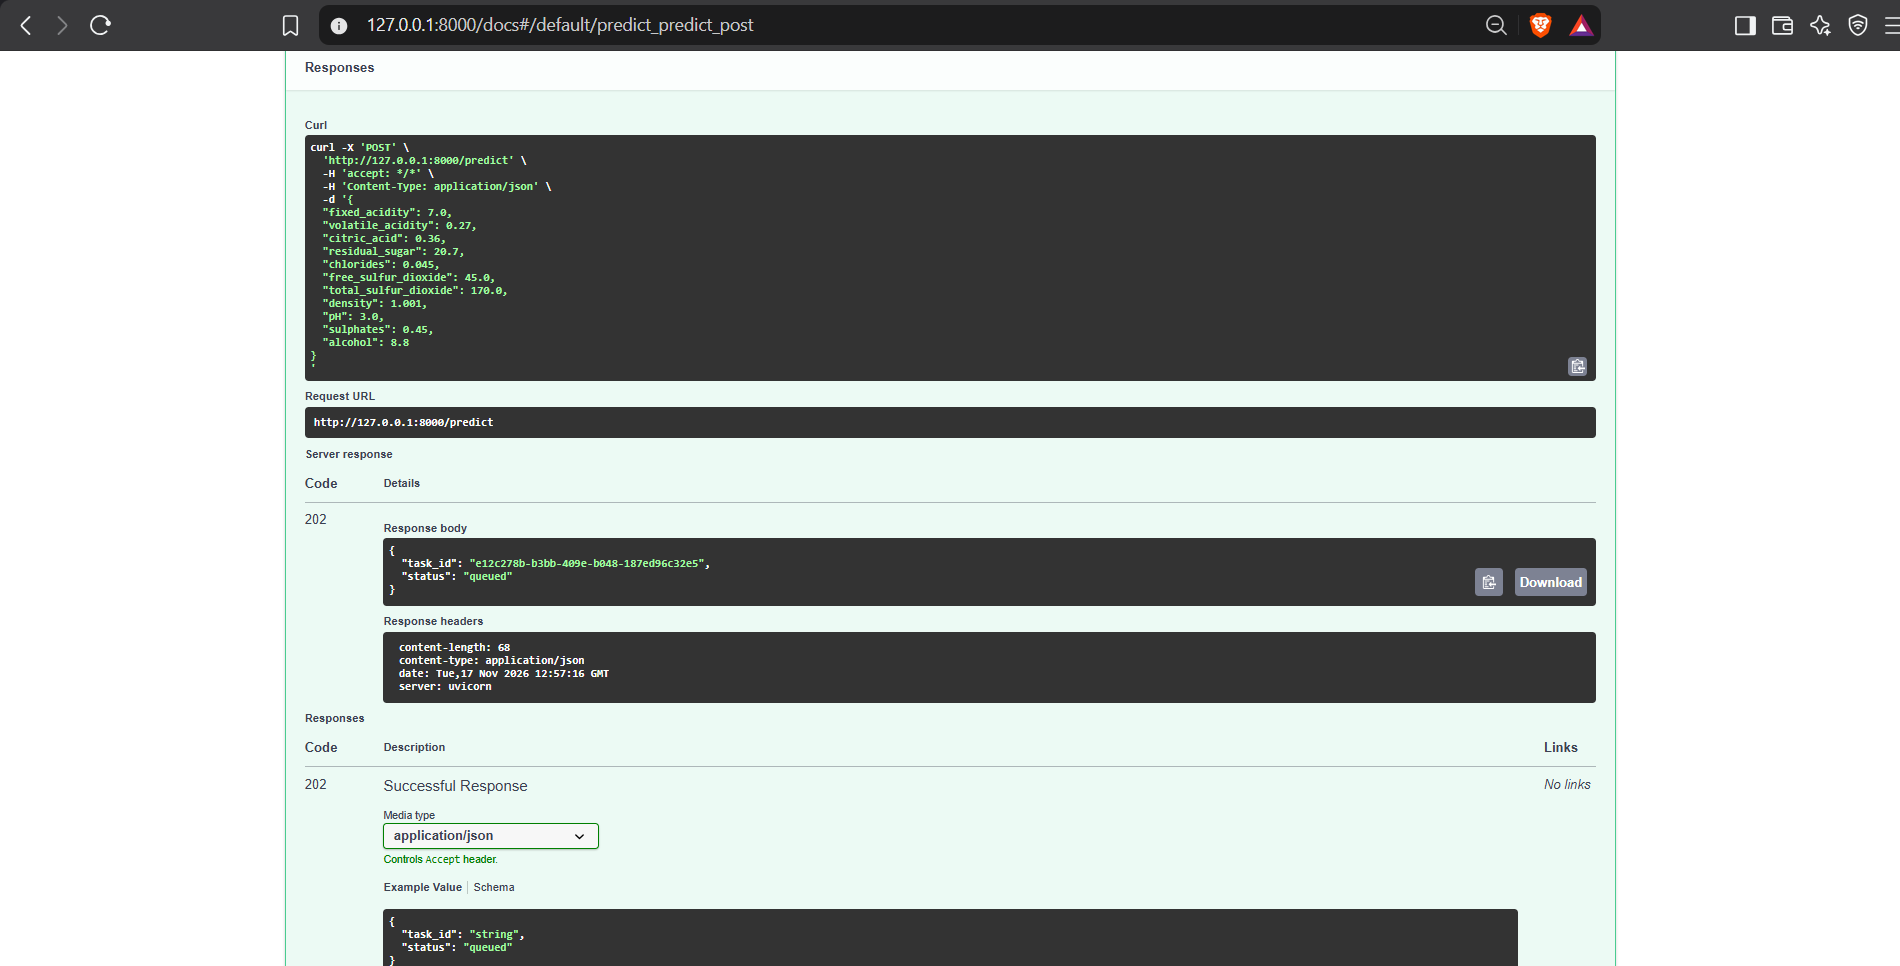 127.0.0.1:8000/docs#/default/predict_predict_post
Responses
Curl
curl -X 'POST' \
  'http://127.0.0.1:8000/predict' \
  -H 'accept: */*' \
  -H 'Content-Type: application/json' \
  -d '{
  "fixed_acidity": 7.0,
  "volatile_acidity": 0.27,
  "citric_acid": 0.36,
  "residual_sugar": 20.7,
  "chlorides": 0.045,
  "free_sulfur_dioxide": 45.0,
  "total_sulfur_dioxide": 170.0,
  "density": 1.001,
  "pH": 3.0,
  "sulphates": 0.45,
  "alcohol": 8.8
}
'
Request URL
http://127.0.0.1:8000/predict
Server response
Code Details
202
Response body
{
  "task_id": "e12c278b-b3bb-409e-b048-187ed96c32e5",
  "status": "queued"
}
Download
Response headers
content-length: 68
content-type: application/json
date: Tue,17 Nov 2026 12:57:16 GMT
server: uvicorn
Responses
Code Description Links
202 Successful Response No links
Media type
application/json
Controls Accept header.
Example Value Schema
{
  "task_id": "string",
  "status": "queued"
}